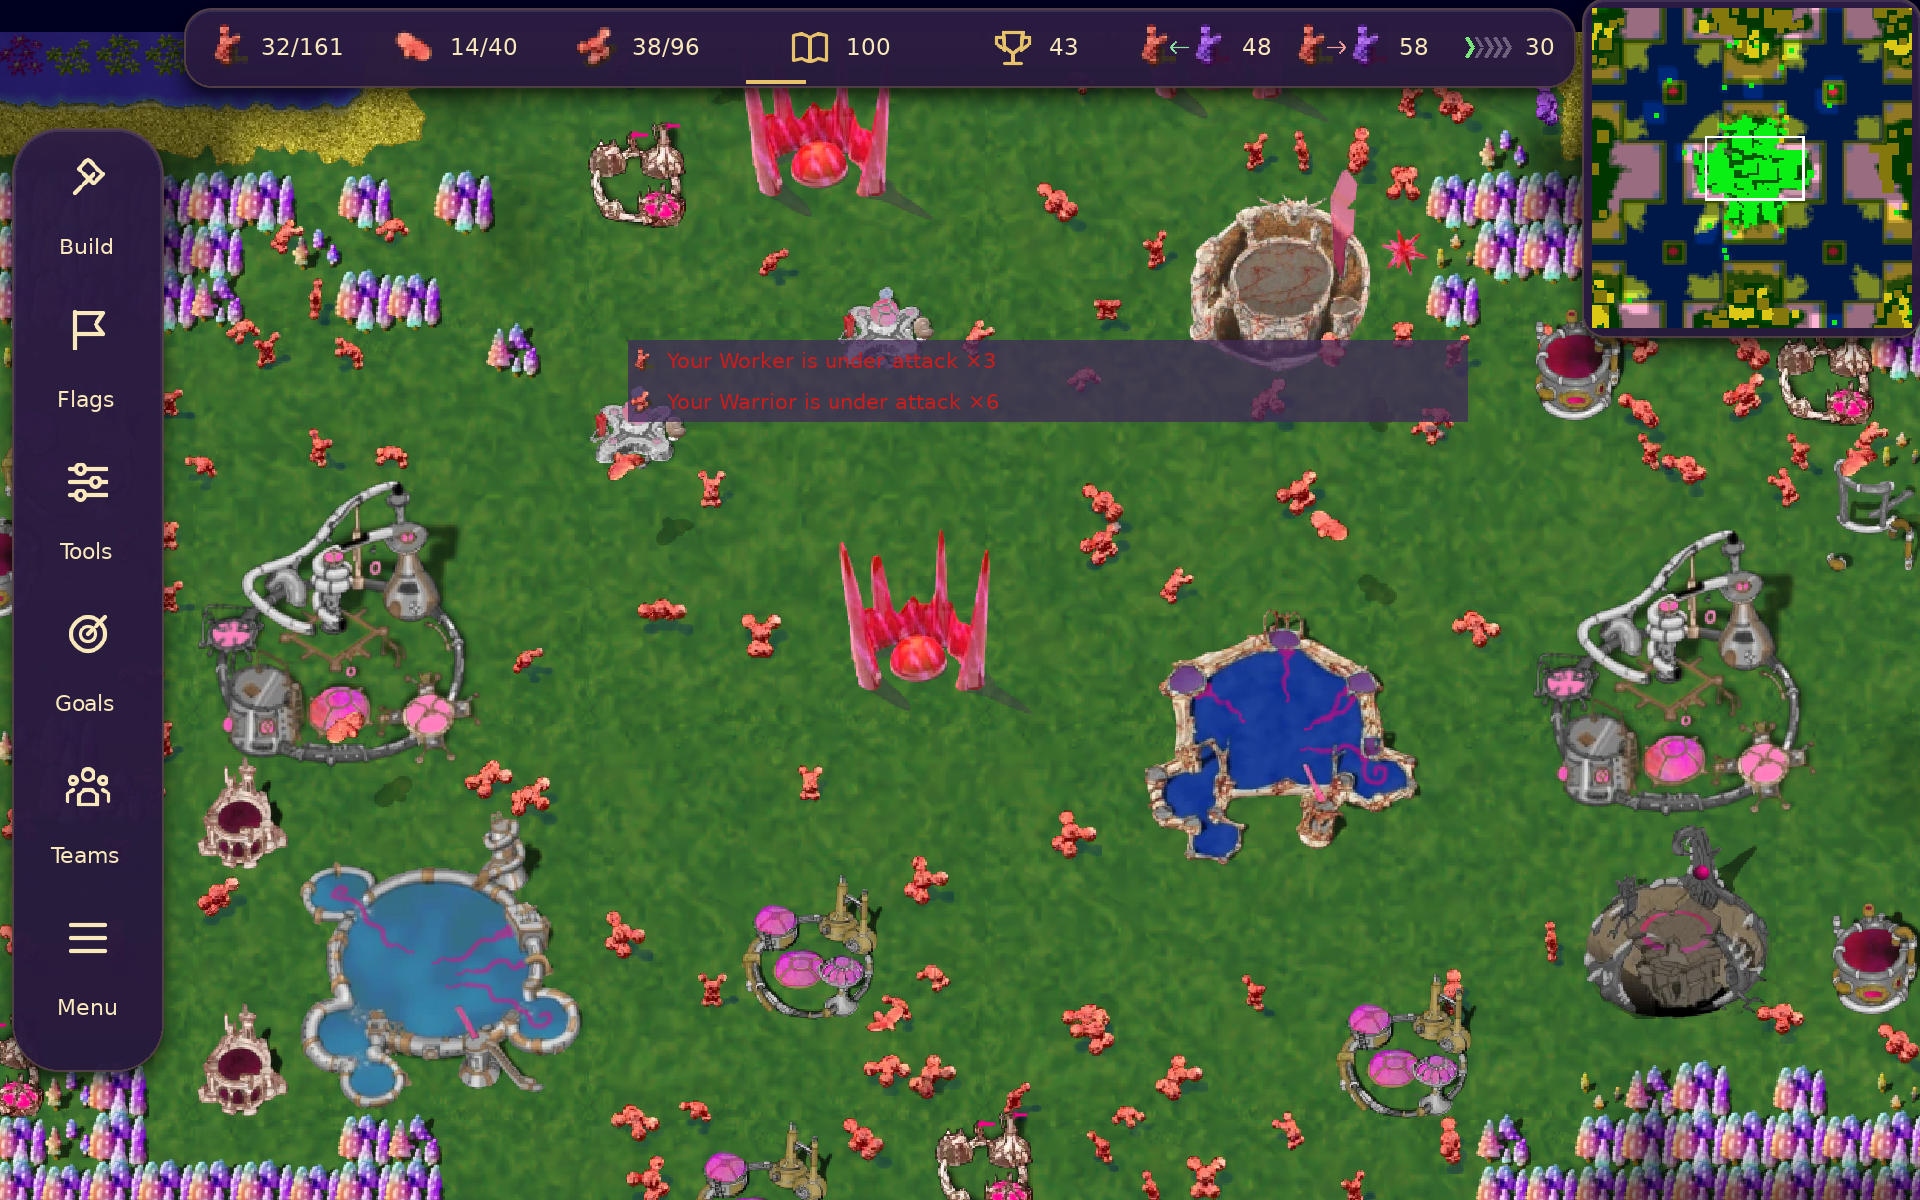 32/161 14/40 38/96 100 43 48 58 30
Build
Flags
Tools
Goals
Teams
Menu
Your Worker is under attack ×3
Your Warrior is under attack ×6